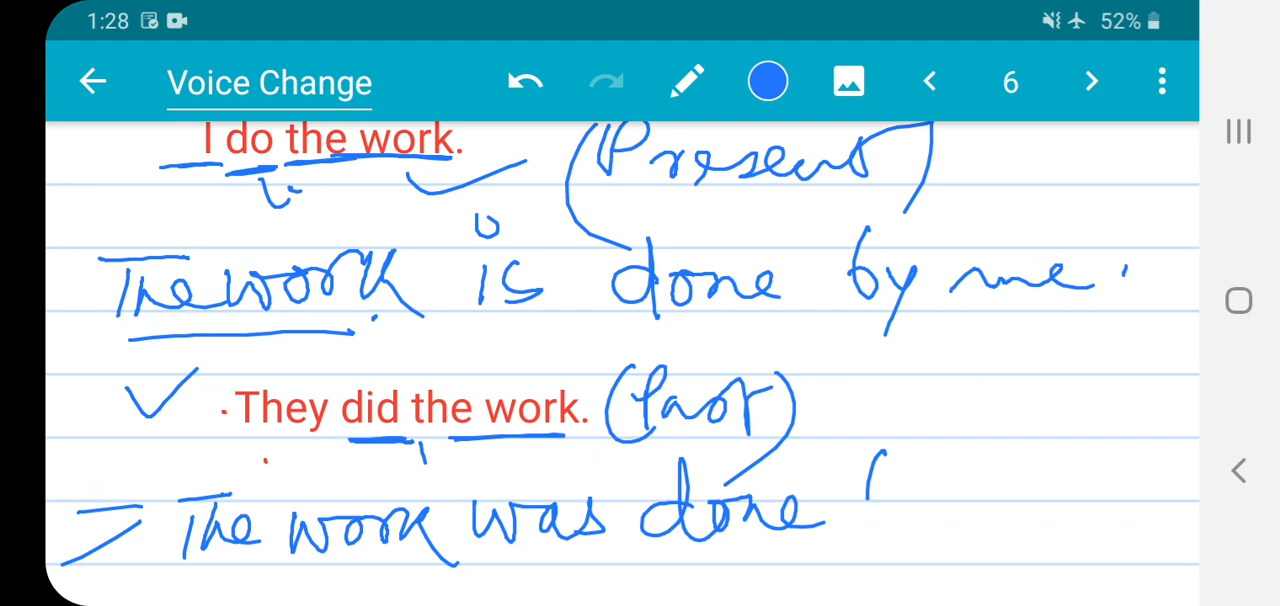 1:28 52%
Voice Change 6
I do the work. (Present)
The work is done by me.
They did the work. (Past)
The work was done